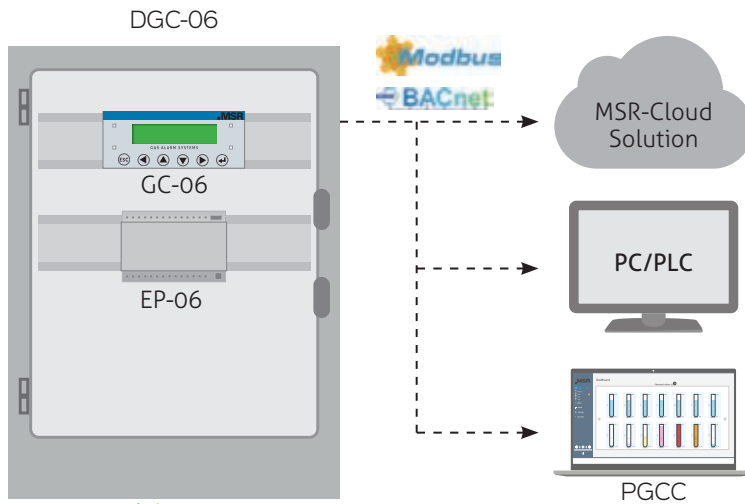 DGC-06
Modbus
BACnet
MSR
GAS ALARM SYSTEMS
ESC
GC-06
EP-06
MSR-Cloud
Solution
PC/PLC
MSR
PGCC